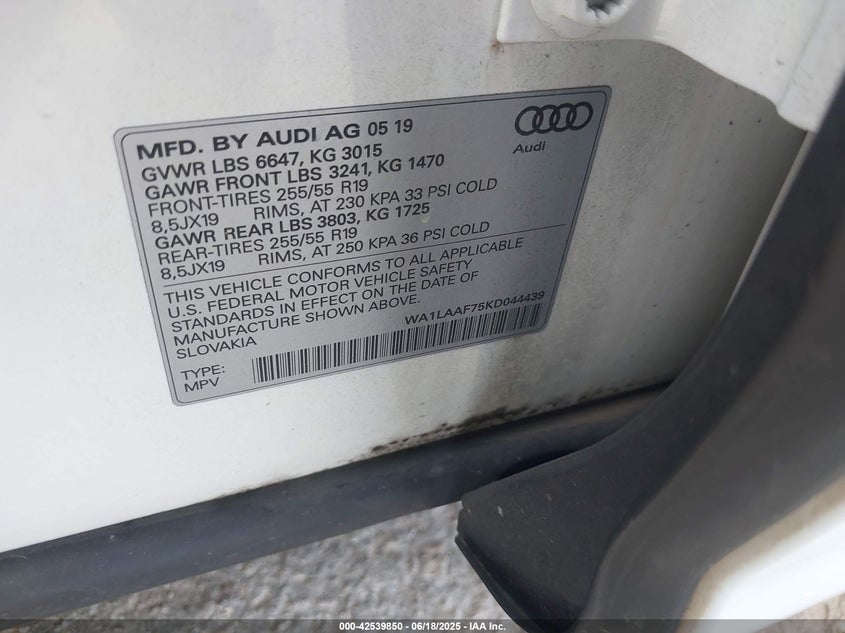 MFD. BY AUDI AG 05 19
GVWR LBS 6647, KG 3015
GAWR FRONT LBS 3241, KG 1470
FRONT-TIRES 255/55 R19
8,5JX19 RIMS, AT 230 KPA 33 PSI COLD
GAWR REAR LBS 3803, KG 1725
REAR-TIRES 255/55 R19
8,5JX19 RIMS, AT 250 KPA 36 PSI COLD
THIS VEHICLE CONFORMS TO ALL APPLICABLE
U.S. FEDERAL MOTOR VEHICLE SAFETY
STANDARDS IN EFFECT ON THE DATE OF
MANUFACTURE SHOWN ABOVE.
SLOVAKIA
WA1LAAF75KD044439
TYPE:
MPV
Audi
000-42539850 - 06/18/2025 - IAA Inc.